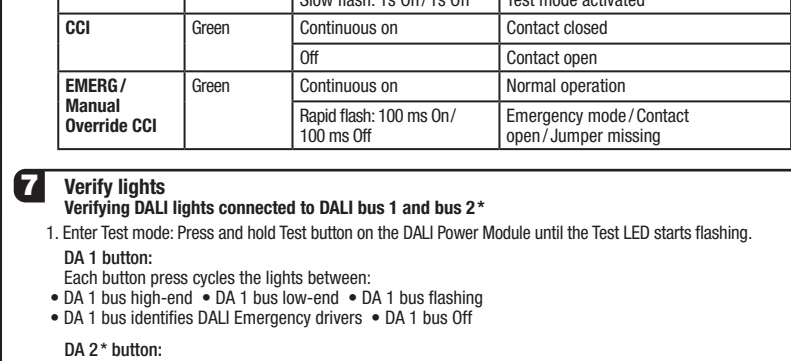 Slow flash: 1s On / 1s Off Test mode activated
CCI Green Continuous on Contact closed
Off Contact open
EMERG / Manual Override CCI Green Continuous on Normal operation
Rapid flash: 100 ms On / 100 ms Off Emergency mode / Contact open / Jumper missing
7 Verify lights
Verifying DALI lights connected to DALI bus 1 and bus 2*
1. Enter Test mode: Press and hold Test button on the DALI Power Module until the Test LED starts flashing.
DA 1 button:
Each button press cycles the lights between:
• DA 1 bus high-end • DA 1 bus low-end • DA 1 bus flashing
• DA 1 bus identifies DALI Emergency drivers • DA 1 bus Off
DA 2* button: